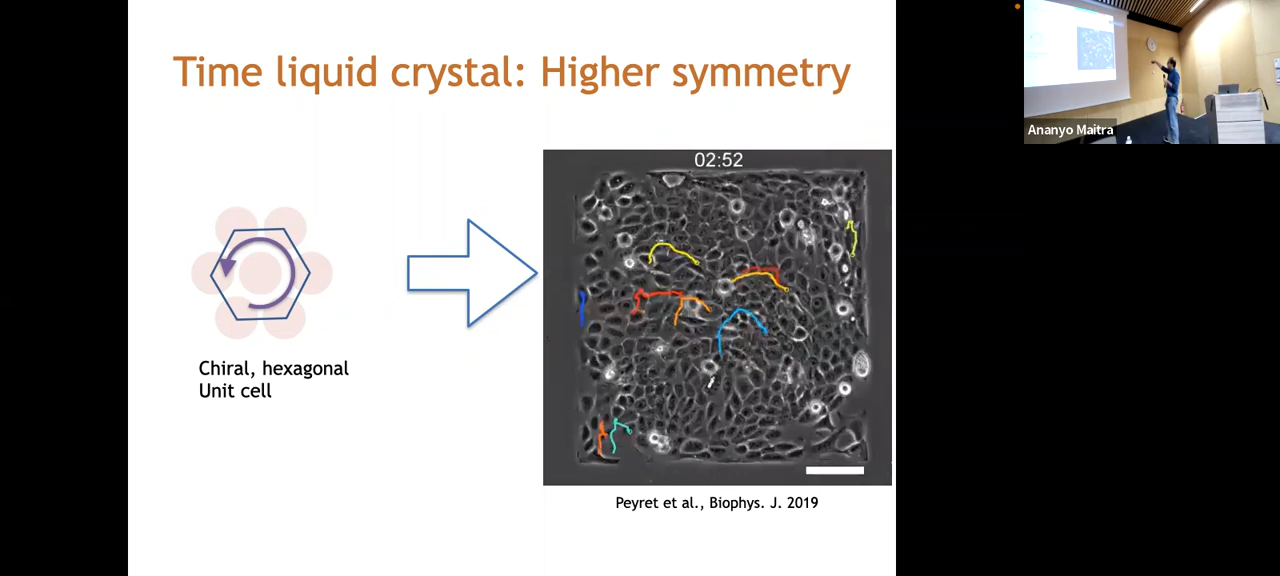 Time liquid crystal: Higher symmetry
02:52
Chiral, hexagonal
Unit cell
Peyret et al., Biophys. J. 2019
Ananyo Maitra